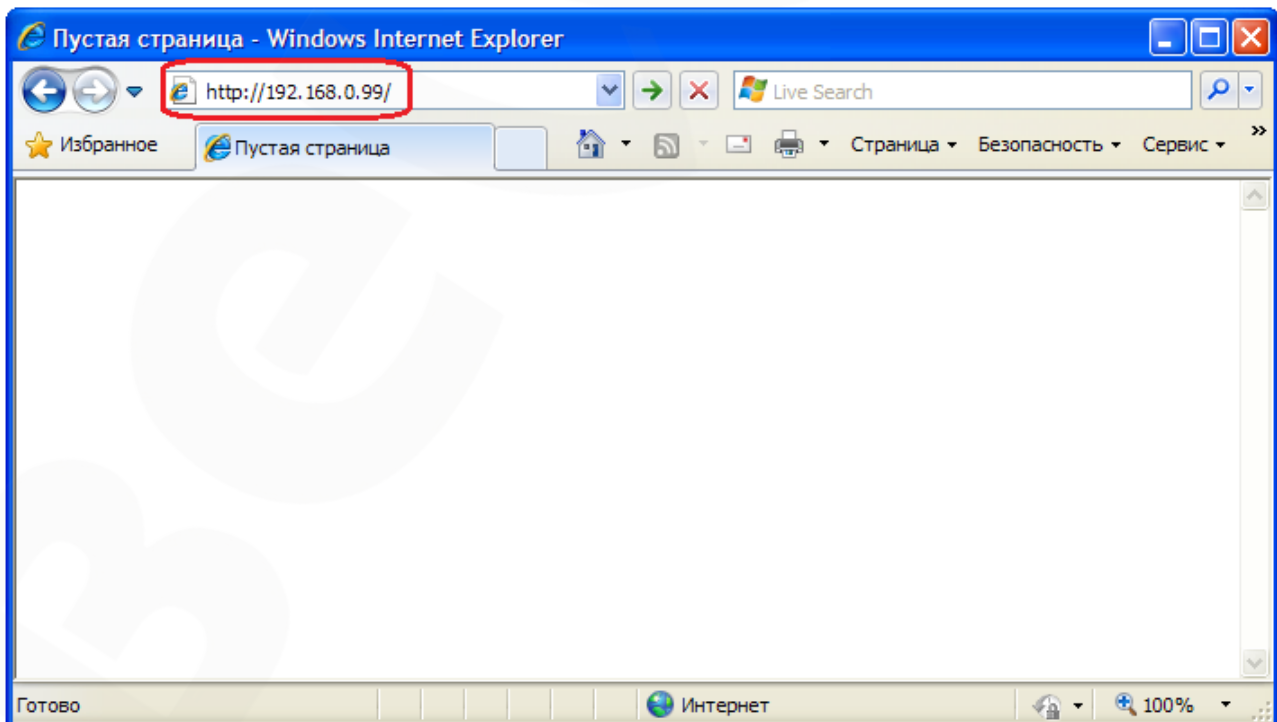 Пустая страница - Windows Internet Explorer
http://192.168.0.99/ Live Search
Избранное Пустая страница Страница Безопасность Сервис »
Готово Интернет 100%